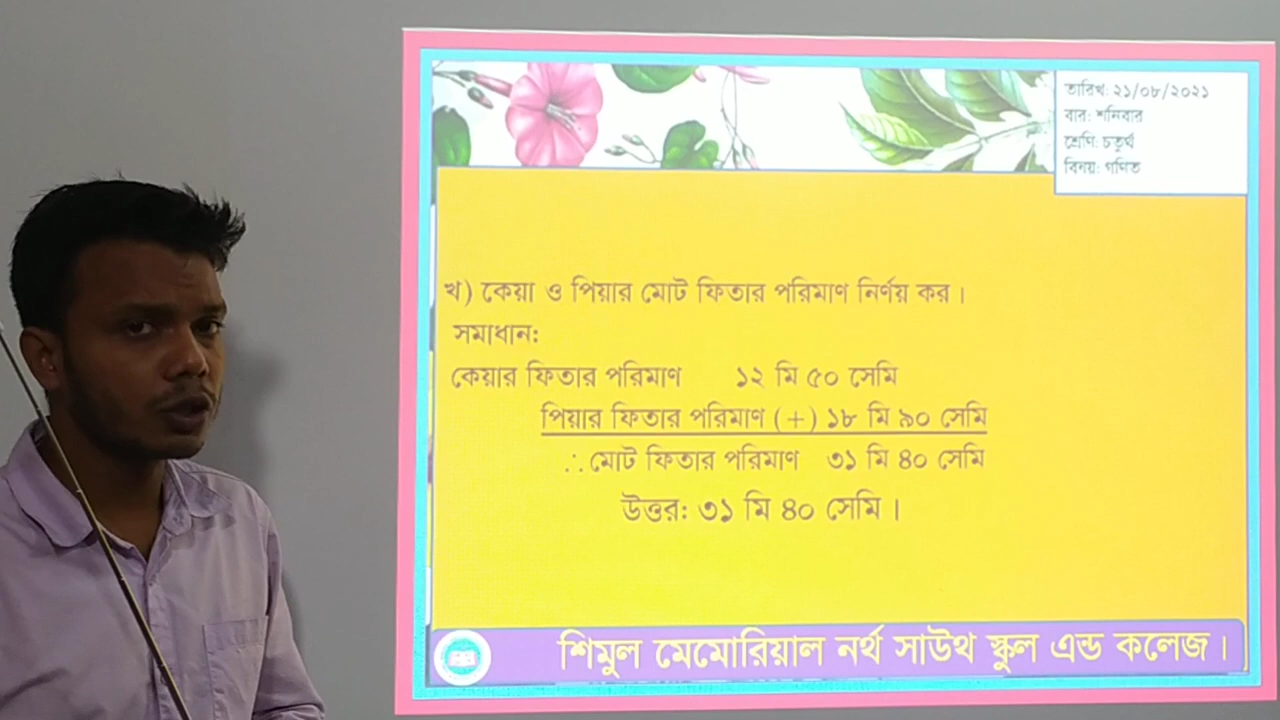 তারিখ: ২১/০৮/২০২১
বার: শনিবার
শ্রেণি: চতুর্থ
বিষয়: গণিত
খ) কেয়া ও পিয়ার মোট ফিতার পরিমাণ নির্ণয় কর।
সমাধান:
কেয়ার ফিতার পরিমাণ ১২ মি ৫০ সেমি
পিয়ার ফিতার পরিমাণ (+) ১৮ মি ৯০ সেমি
∴ মোট ফিতার পরিমাণ ৩১ মি ৪০ সেমি
উত্তর: ৩১ মি ৪০ সেমি।
শিমুল মেমোরিয়াল নর্থ সাউথ স্কুল এন্ড কলেজ।